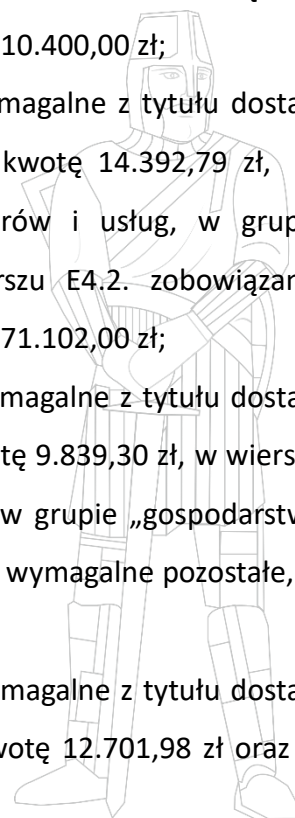 10.400,00 zł;
magalne z tytułu dosta
kwotę 14.392,79 zł,
rów i usług, w grup
rszu E4.2. zobowiązan
71.102,00 zł;
magalne z tytułu dosta
tę 9.839,30 zł, w wiers
w grupie „gospodarstw
wymagalne pozostałe,
magalne z tytułu dosta
wotę 12.701,98 zł oraz